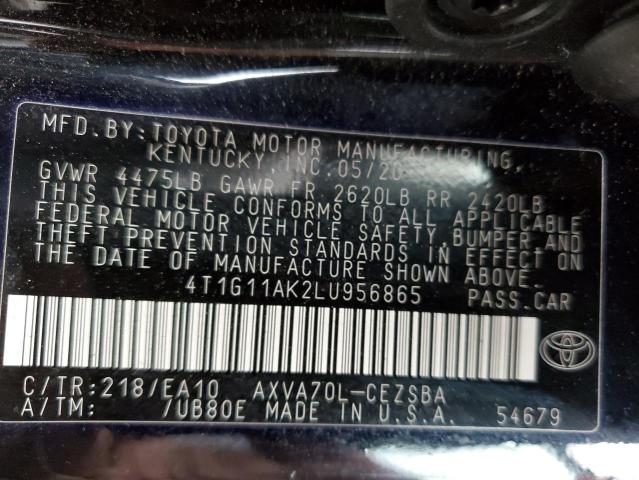 MFD. BY: TOYOTA MOTOR MANUFACTURING,
KENTUCKY, INC. 05/20
GVWR 4475LB GAWR FR 2620LB RR 2420LB
THIS VEHICLE CONFORMS TO ALL APPLICABLE
FEDERAL MOTOR VEHICLE SAFETY, BUMPER, AND
THEFT PREVENTION STANDARDS IN EFFECT ON
THE DATE OF MANUFACTURE SHOWN ABOVE.
4T1G11AK2LU956865 PASS.CAR
C/TR: 218/EA10 AXVA70L-CEZSBA
A/TM: /UB80E MADE IN U.S.A. 54679